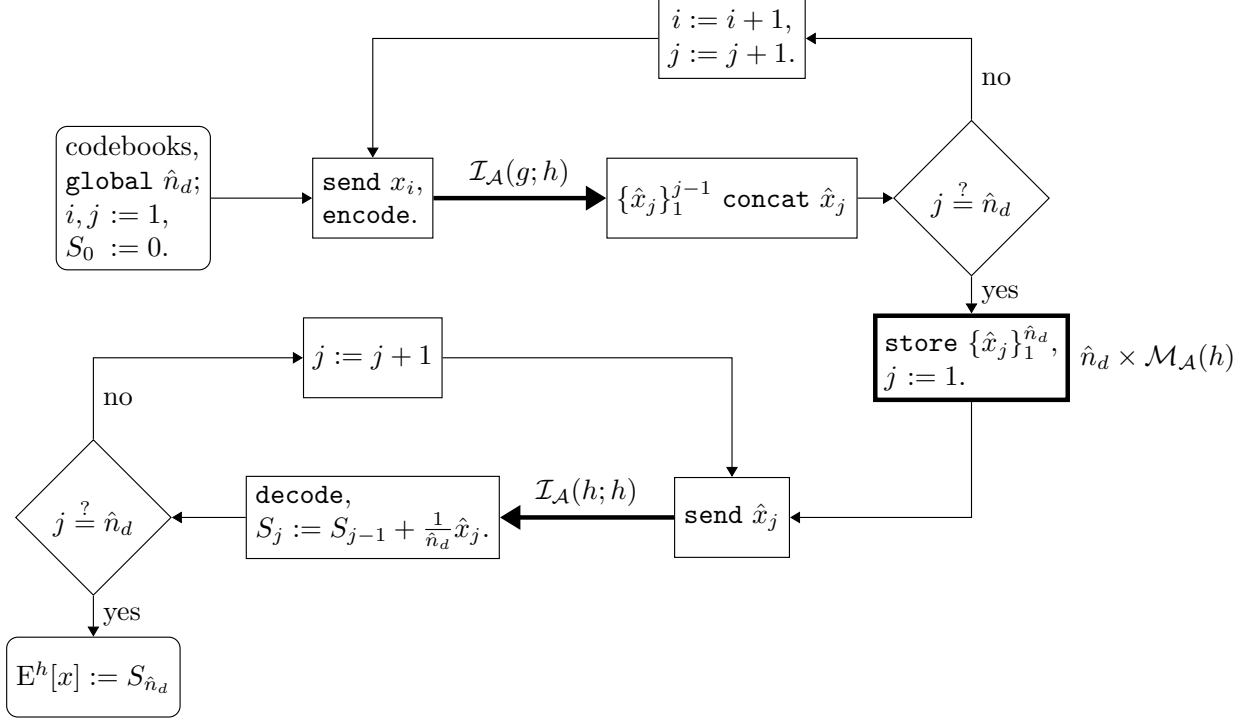 i := i + 1,
j := j + 1.
no
codebooks,
global n̂_d;
i, j := 1,
S_0 := 0.
send x_i,
encode.
𝓘_𝓐(g; h)
{x̂_j}_1^{j−1} concat x̂_j
j ≟ n̂_d
yes
store {x̂_j}_1^{n̂_d},
j := 1.
n̂_d × 𝓜_𝓐(h)
j := j + 1
no
j ≟ n̂_d
decode,
S_j := S_{j−1} + \frac{1}{n̂_d} x̂_j.
𝓘_𝓐(h; h)
send x̂_j
yes
E^h[x] := S_{n̂_d}